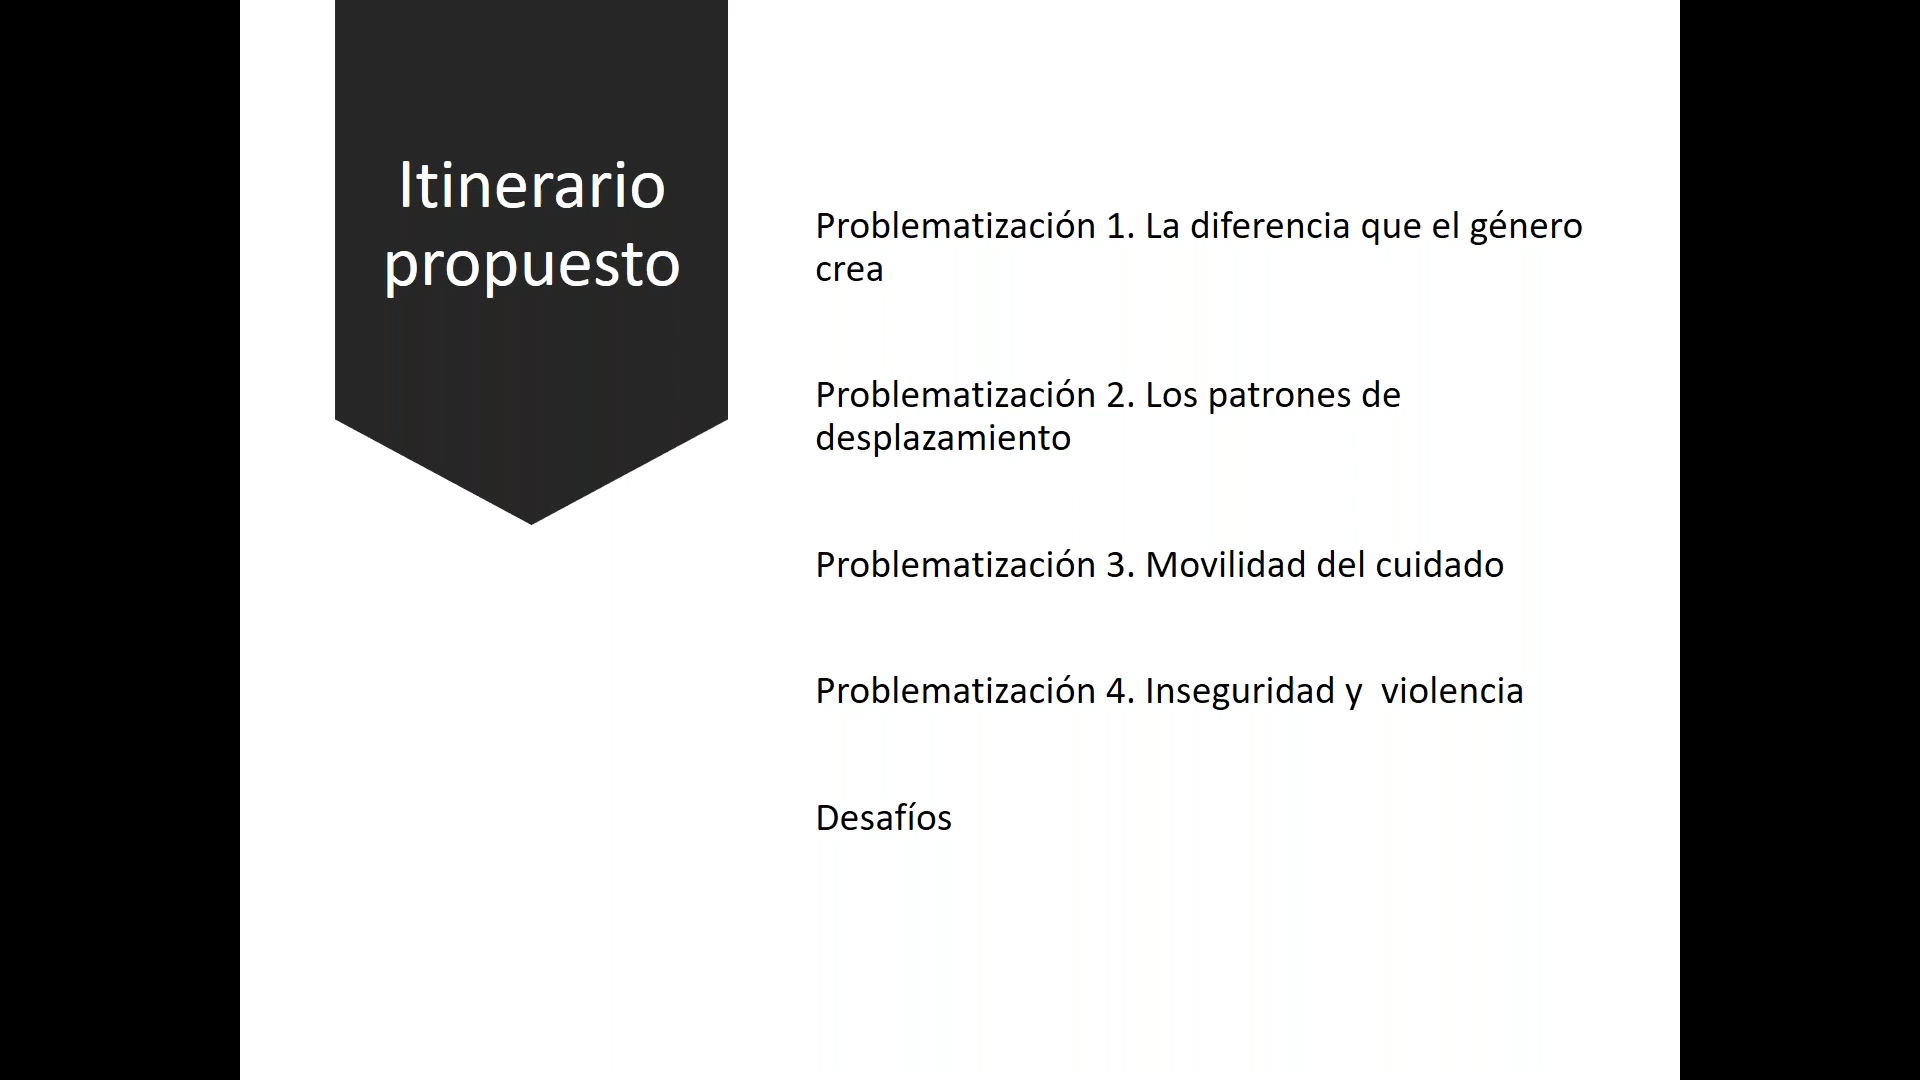 Itinerario
propuesto
Problematización 1. La diferencia que el género
crea
Problematización 2. Los patrones de
desplazamiento
Problematización 3. Movilidad del cuidado
Problematización 4. Inseguridad y  violencia
Desafíos